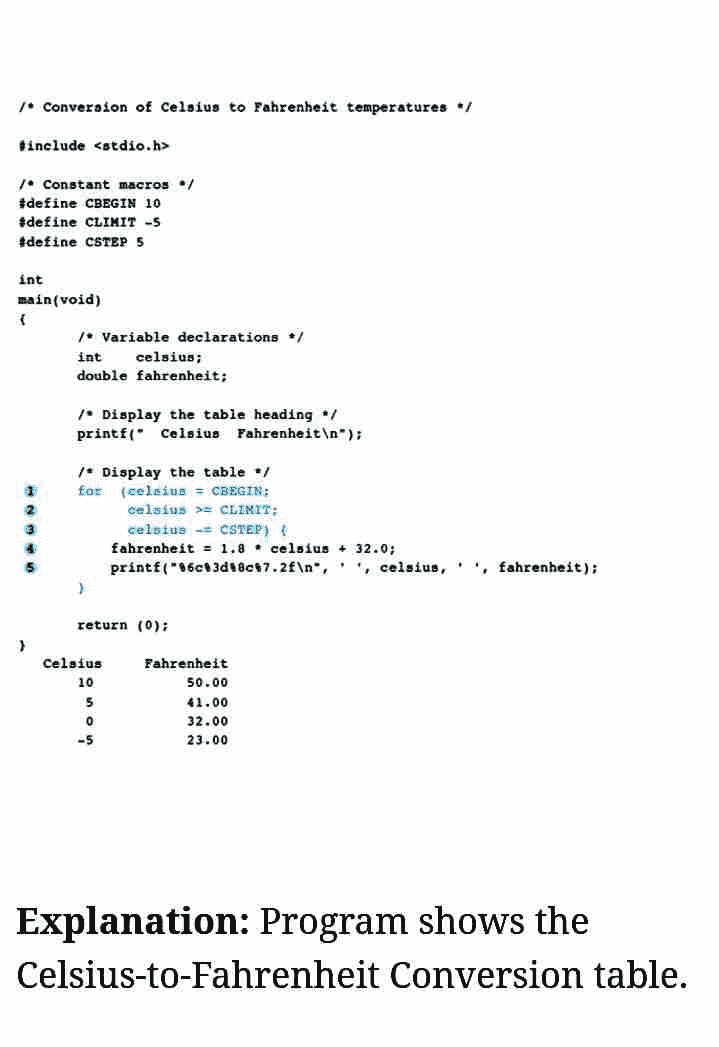 /* Conversion of Celsius to Fahrenheit temperatures */
#include <stdio.h>
/* Constant macros */
#define CBEGIN 10
#define CLIMIT -5
#define CSTEP 5
int
main(void)
{
/* Variable declarations */
int    celsius;
double fahrenheit;
/* Display the table heading */
printf("  Celsius  Fahrenheit\n");
/* Display the table */
1 for  (celsius = CBEGIN;
2 celsius >= CLIMIT;
3 celsius -= CSTEP) {
4 fahrenheit = 1.8 * celsius + 32.0;
5 printf("%6c%3d%8c%7.2f\n", ' ', celsius, ' ', fahrenheit);
}
return (0);
}
Celsius     Fahrenheit
10           50.00
5           41.00
0           32.00
-5           23.00
Explanation: Program shows the
Celsius-to-Fahrenheit Conversion table.